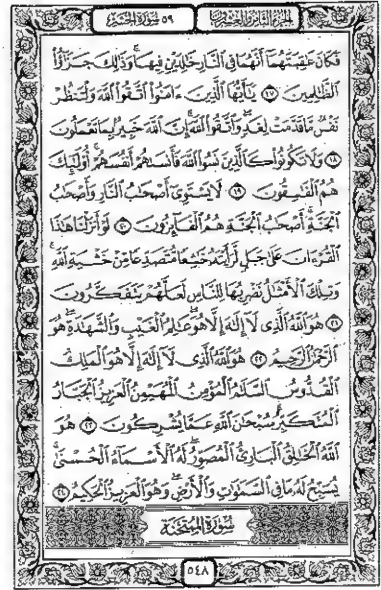 الجزء الثامن والعشرون
٥٩ سورة الحشر
فَكَانَ عَٰقِبَتَهُمَآ أَنَّهُمَا فِي ٱلنَّارِ خَٰلِدَيْنِ فِيهَا ۚ وَذَٰلِكَ جَزَٰٓؤُا۟
ٱلظَّٰلِمِينَ ١٧ يَٰٓأَيُّهَا ٱلَّذِينَ ءَامَنُوا۟ ٱتَّقُوا۟ ٱللَّهَ وَلْتَنظُرْ
نَفْسٌ مَّا قَدَّمَتْ لِغَدٍ ۖ وَٱتَّقُوا۟ ٱللَّهَ ۚ إِنَّ ٱللَّهَ خَبِيرٌۢ بِمَا تَعْمَلُونَ
١٨ وَلَا تَكُونُوا۟ كَٱلَّذِينَ نَسُوا۟ ٱللَّهَ فَأَنسَىٰهُمْ أَنفُسَهُمْ ۚ أُو۟لَٰٓئِكَ
هُمُ ٱلْفَٰسِقُونَ ١٩ لَا يَسْتَوِىٓ أَصْحَٰبُ ٱلنَّارِ وَأَصْحَٰبُ
ٱلْجَنَّةِ ۚ أَصْحَٰبُ ٱلْجَنَّةِ هُمُ ٱلْفَآئِزُونَ ٢٠ لَوْ أَنزَلْنَا هَٰذَا
ٱلْقُرْءَانَ عَلَىٰ جَبَلٍ لَّرَأَيْتَهُۥ خَٰشِعًا مُّتَصَدِّعًا مِّنْ خَشْيَةِ ٱللَّهِ ۚ
وَتِلْكَ ٱلْأَمْثَٰلُ نَضْرِبُهَا لِلنَّاسِ لَعَلَّهُمْ يَتَفَكَّرُونَ
٢١ هُوَ ٱللَّهُ ٱلَّذِى لَآ إِلَٰهَ إِلَّا هُوَ ۖ عَٰلِمُ ٱلْغَيْبِ وَٱلشَّهَٰدَةِ ۖ هُوَ
ٱلرَّحْمَٰنُ ٱلرَّحِيمُ ٢٢ هُوَ ٱللَّهُ ٱلَّذِى لَآ إِلَٰهَ إِلَّا هُوَ ٱلْمَلِكُ
ٱلْقُدُّوسُ ٱلسَّلَٰمُ ٱلْمُؤْمِنُ ٱلْمُهَيْمِنُ ٱلْعَزِيزُ ٱلْجَبَّارُ
ٱلْمُتَكَبِّرُ ۚ سُبْحَٰنَ ٱللَّهِ عَمَّا يُشْرِكُونَ ٢٣ هُوَ
ٱللَّهُ ٱلْخَٰلِقُ ٱلْبَارِئُ ٱلْمُصَوِّرُ ۖ لَهُ ٱلْأَسْمَآءُ ٱلْحُسْنَىٰ ۚ
يُسَبِّحُ لَهُۥ مَا فِي ٱلسَّمَٰوَٰتِ وَٱلْأَرْضِ ۖ وَهُوَ ٱلْعَزِيزُ ٱلْحَكِيمُ ٢٤
سورة الممتحنة
٥٤٨